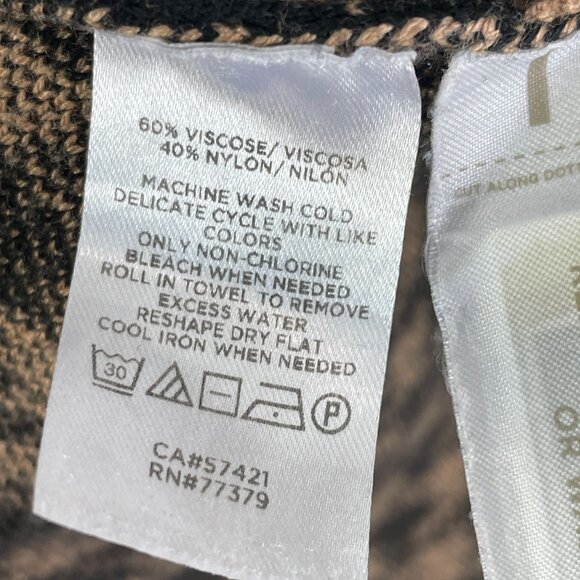 60% VISCOSE/ VISCOSA
40% NYLON/ NILON
MACHINE WASH COLD
DELICATE CYCLE WITH LIKE
COLORS
ONLY NON-CHLORINE
BLEACH WHEN NEEDED
ROLL IN TOWEL TO REMOVE
EXCESS WATER
RESHAPE DRY FLAT
COOL IRON WHEN NEEDED
30
P
CA#57421
RN#77379
ALONG
OR